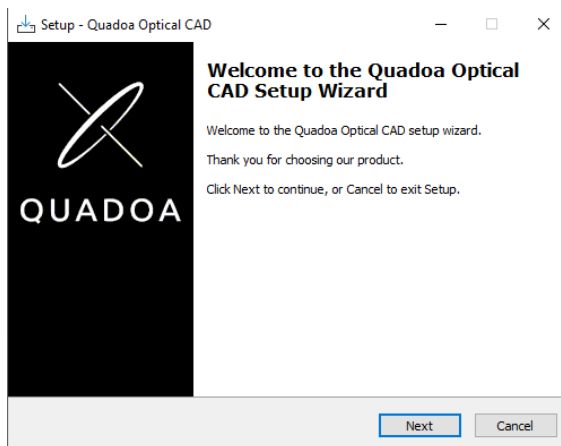 Setup - Quadoa Optical CAD
Welcome to the Quadoa Optical
CAD Setup Wizard
Welcome to the Quadoa Optical CAD setup wizard.
Thank you for choosing our product.
Click Next to continue, or Cancel to exit Setup.
QUADOA
Next
Cancel